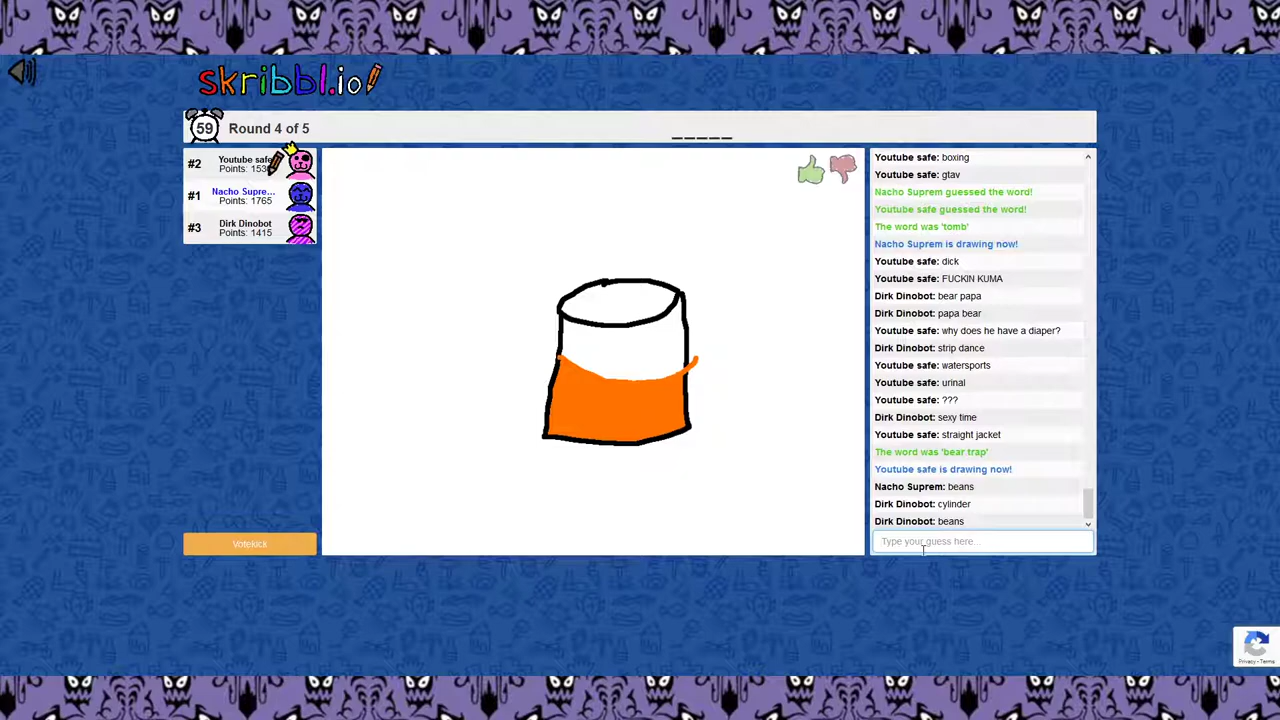 skribbl.io
59
Round 4 of 5
_____
#2
Youtube safe
Points: 153
#1
Nacho Supre...
Points: 1765
#3
Dirk Dinobot
Points: 1415
Votekick
Youtube safe: boxing
Youtube safe: gtav
Nacho Suprem guessed the word!
Youtube safe guessed the word!
The word was 'tomb'
Nacho Suprem is drawing now!
Youtube safe: dick
Youtube safe: FUCKIN KUMA
Dirk Dinobot: bear papa
Dirk Dinobot: papa bear
Youtube safe: why does he have a diaper?
Dirk Dinobot: strip dance
Youtube safe: watersports
Youtube safe: urinal
Youtube safe: ???
Dirk Dinobot: sexy time
Youtube safe: straight jacket
The word was 'bear trap'
Youtube safe is drawing now!
Nacho Suprem: beans
Dirk Dinobot: cylinder
Dirk Dinobot: beans
Type your guess here...
Privacy - Terms